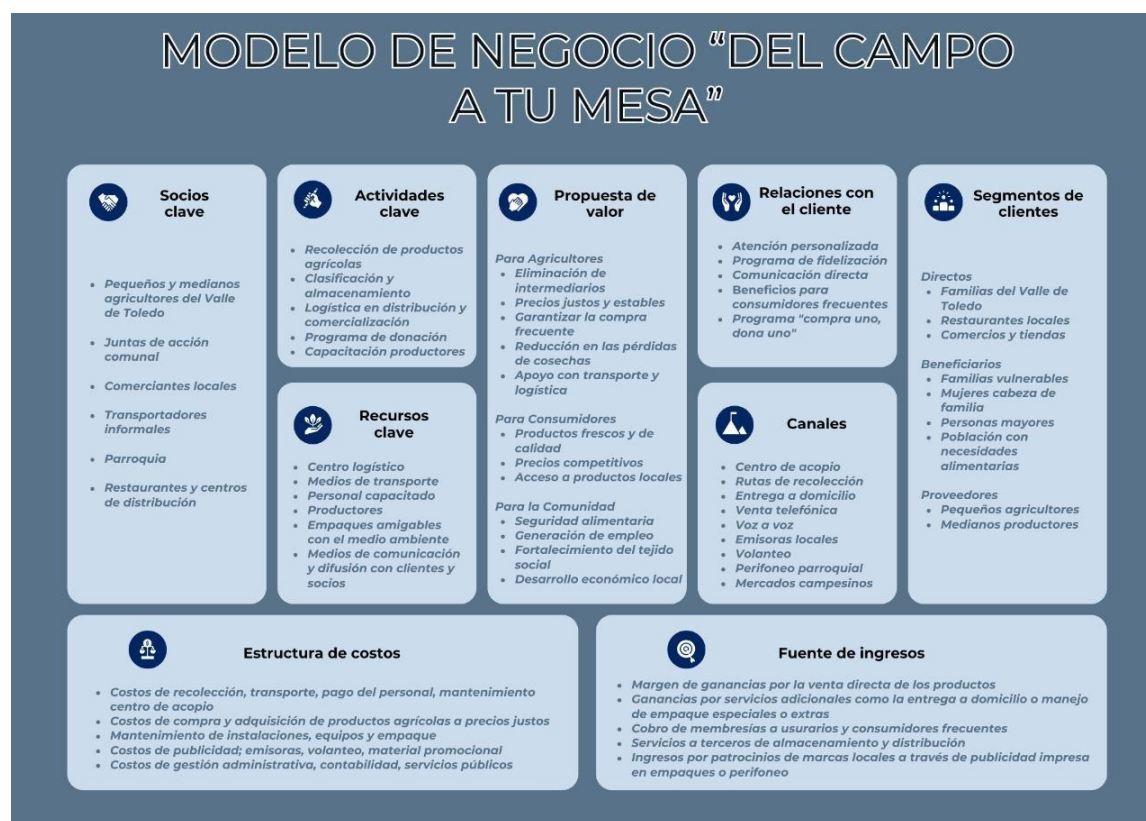 MODELO DE NEGOCIO “DEL CAMPO
A TU MESA”
Socios
clave
• Pequeños y medianos
agricultores del Valle
de Toledo
• Juntas de acción
comunal
• Comerciantes locales
• Transportadores
informales
• Parroquia
• Restaurantes y centros
de distribución
Actividades
clave
• Recolección de productos
agrícolas
• Clasificación y
almacenamiento
• Logística en distribución y
comercialización
• Programa de donación
• Capacitación productores
Recursos
clave
• Centro logístico
• Medios de transporte
• Personal capacitado
• Productores
• Empaques amigables
con el medio ambiente
• Medios de comunicación
y difusión con clientes y
socios
Propuesta de
valor
Para Agricultores
• Eliminación de
intermediarios
• Precios justos y estables
• Garantizar la compra
frecuente
• Reducción en las pérdidas
de cosechas
• Apoyo con transporte y
logística
Para Consumidores
• Productos frescos y de
calidad
• Precios competitivos
• Acceso a productos locales
Para la Comunidad
• Seguridad alimentaria
• Generación de empleo
• Fortalecimiento del tejido
social
• Desarrollo económico local
Relaciones con
el cliente
• Atención personalizada
• Programa de fidelización
• Comunicación directa
• Beneficios para
consumidores frecuentes
• Programa "compra uno,
dona uno"
Canales
• Centro de acopio
• Rutas de recolección
• Entrega a domicilio
• Venta telefónica
• Voz a voz
• Emisoras locales
• Volanteo
• Perifoneo parroquial
• Mercados campesinos
Segmentos de
clientes
Directos
• Familias del Valle de
Toledo
• Restaurantes locales
• Comercios y tiendas
Beneficiarios
• Familias vulnerables
• Mujeres cabeza de
familia
• Personas mayores
• Población con
necesidades
alimentarias
Proveedores
• Pequeños agricultores
• Medianos productores
Estructura de costos
• Costos de recolección, transporte, pago del personal, mantenimiento
centro de acopio
• Costos de compra y adquisición de productos agrícolas a precios justos
• Mantenimiento de instalaciones, equipos y empaque
• Costos de publicidad; emisoras, volanteo, material promocional
• Costos de gestión administrativa, contabilidad, servicios públicos
Fuente de ingresos
• Margen de ganancias por la venta directa de los productos
• Ganancias por servicios adicionales como la entrega a domicilio o manejo
de empaque especiales o extras
• Cobro de membresías a usurarios y consumidores frecuentes
• Servicios a terceros de almacenamiento y distribución
• Ingresos por patrocinios de marcas locales a través de publicidad impresa
en empaques o perifoneo